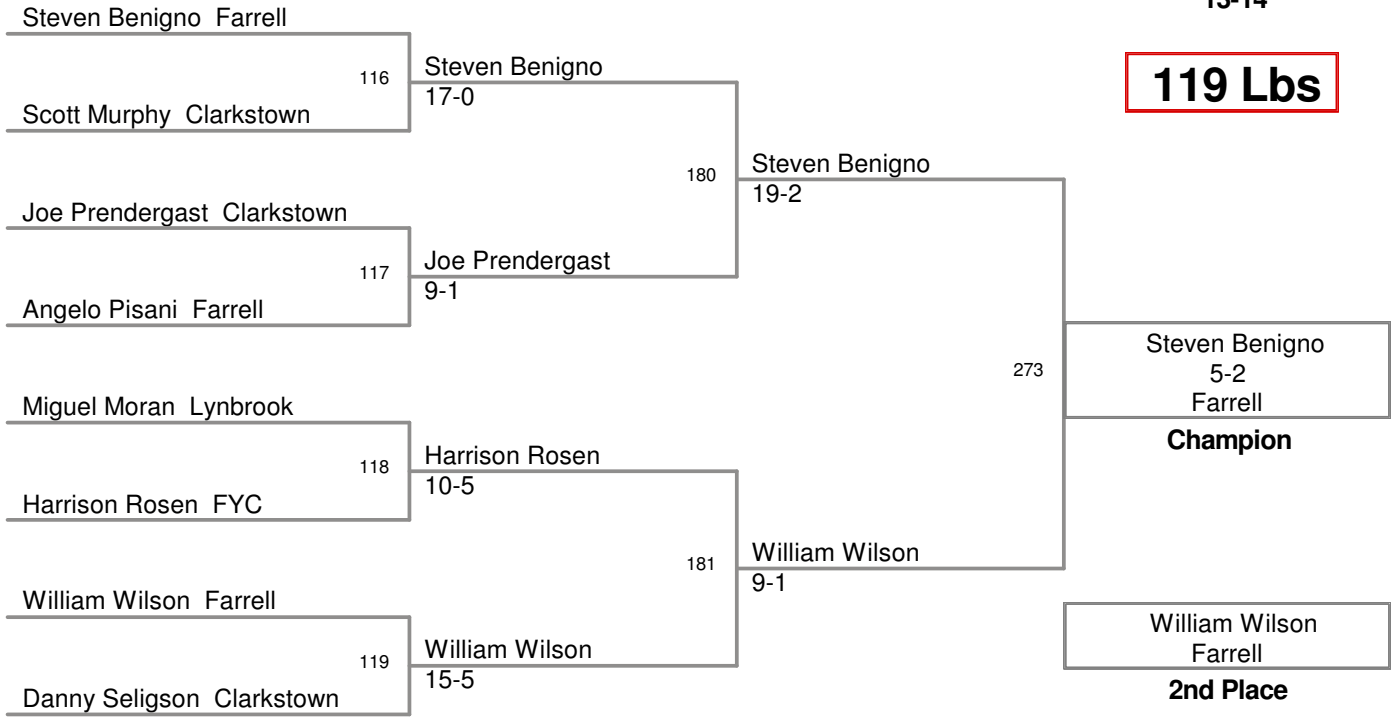 13-14
119 Lbs
Steven Benigno Farrell
116
Scott Murphy Clarkstown
Steven Benigno
17-0
Joe Prendergast Clarkstown
117
Angelo Pisani Farrell
Joe Prendergast
9-1
180
Steven Benigno
19-2
Miguel Moran Lynbrook
118
Harrison Rosen FYC
Harrison Rosen
10-5
William Wilson Farrell
119
Danny Seligson Clarkstown
William Wilson
15-5
181
William Wilson
9-1
273
Steven Benigno
5-2
Farrell
Champion
William Wilson
Farrell
2nd Place